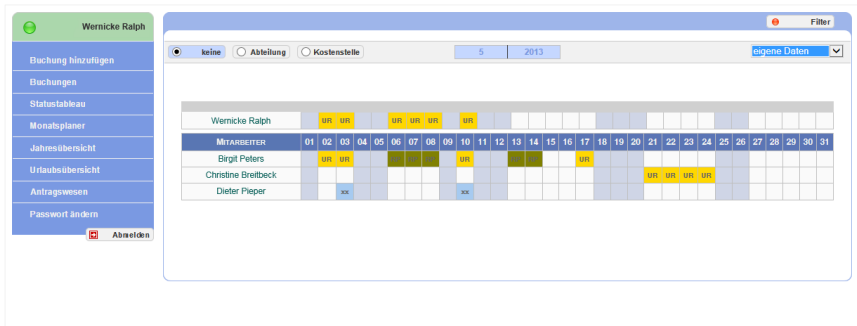 Wernicke Ralph
Filter
keine Abteilung Kostenstelle 5 2013 eigene Daten
Buchung hinzufügen
Buchungen
Statustableau
Monatsplaner
Jahresübersicht
Urlaubsübersicht
Antragswesen
Passwort ändern
Abmelden
Wernicke Ralph UR UR UR UR UR UR
MITARBEITER 01 02 03 04 05 06 07 08 09 10 11 12 13 14 15 16 17 18 19 20 21 22 23 24 25 26 27 28 29 30 31
Birgit Peters UR UR UR UR
Christine Breitbeck UR UR UR UR
Dieter Pieper xx xx